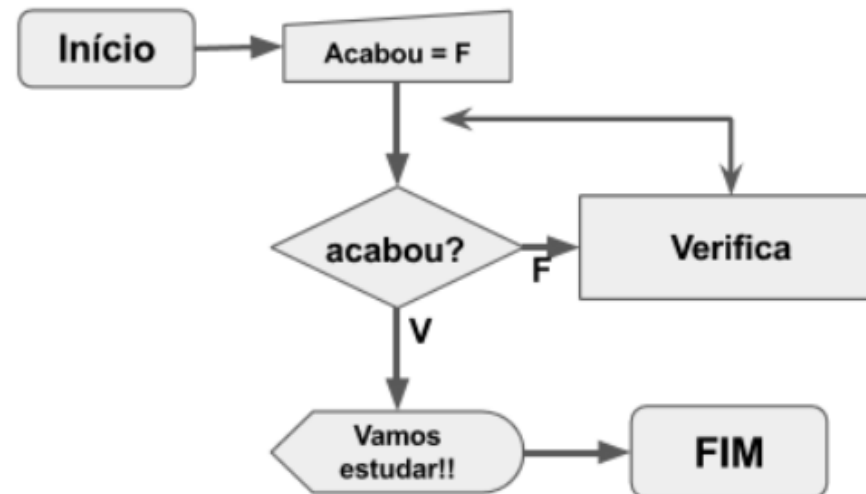 Início
Acabou = F
acabou?
F
Verifica
V
Vamos
estudar!!
FIM